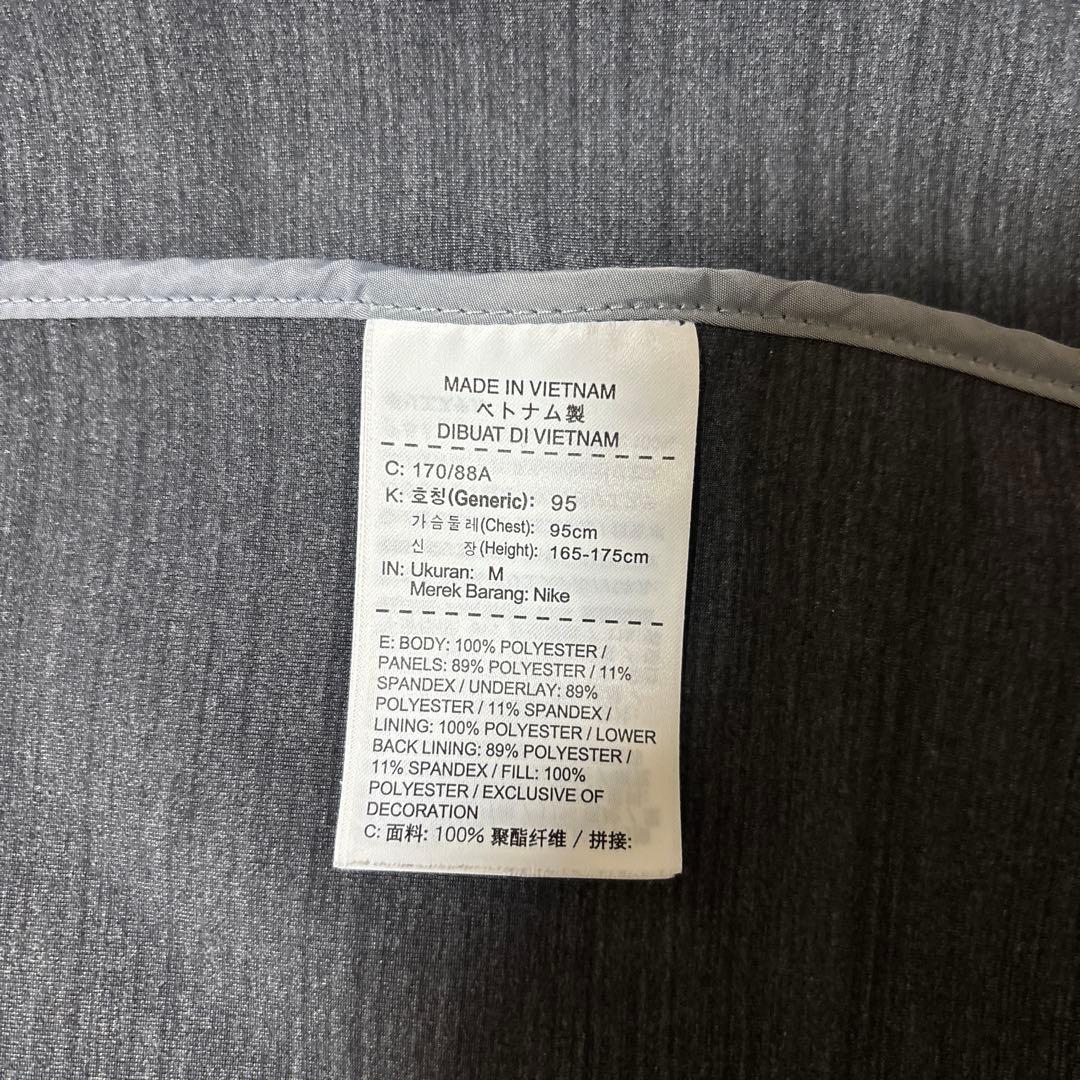 MADE IN VIETNAM
ベトナム製
DIBUAT DI VIETNAM
C: 170/88A
K: 호칭(Generic): 95
가슴둘레(Chest): 95cm
신 장(Height): 165-175cm
IN: Ukuran: M
Merek Barang: Nike
E: BODY: 100% POLYESTER /
PANELS: 89% POLYESTER / 11%
SPANDEX / UNDERLAY: 89%
POLYESTER / 11% SPANDEX /
LINING: 100% POLYESTER / LOWER
BACK LINING: 89% POLYESTER /
11% SPANDEX / FILL: 100%
POLYESTER / EXCLUSIVE OF
DECORATION
C: 面料: 100% 聚酯纤维 / 拼接: